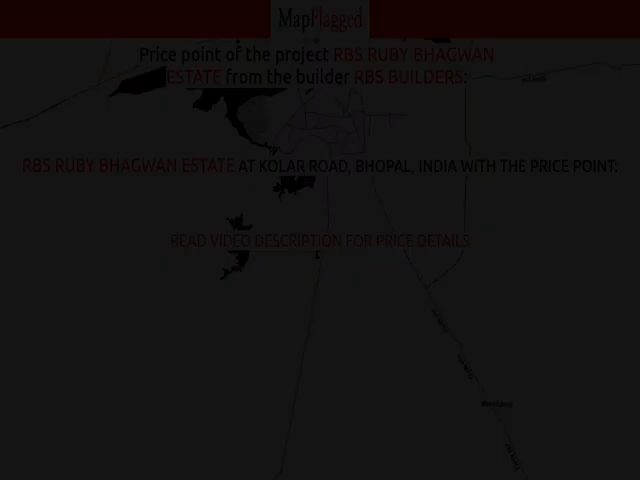 MapFlagged
Price point of the project RBS RUBY BHAGWAN
ESTATE from the builder RBS BUILDERS:
RBS RUBY BHAGWAN ESTATE AT KOLAR ROAD, BHOPAL, INDIA WITH THE PRICE POINT:
READ VIDEO DESCRIPTION FOR PRICE DETAILS